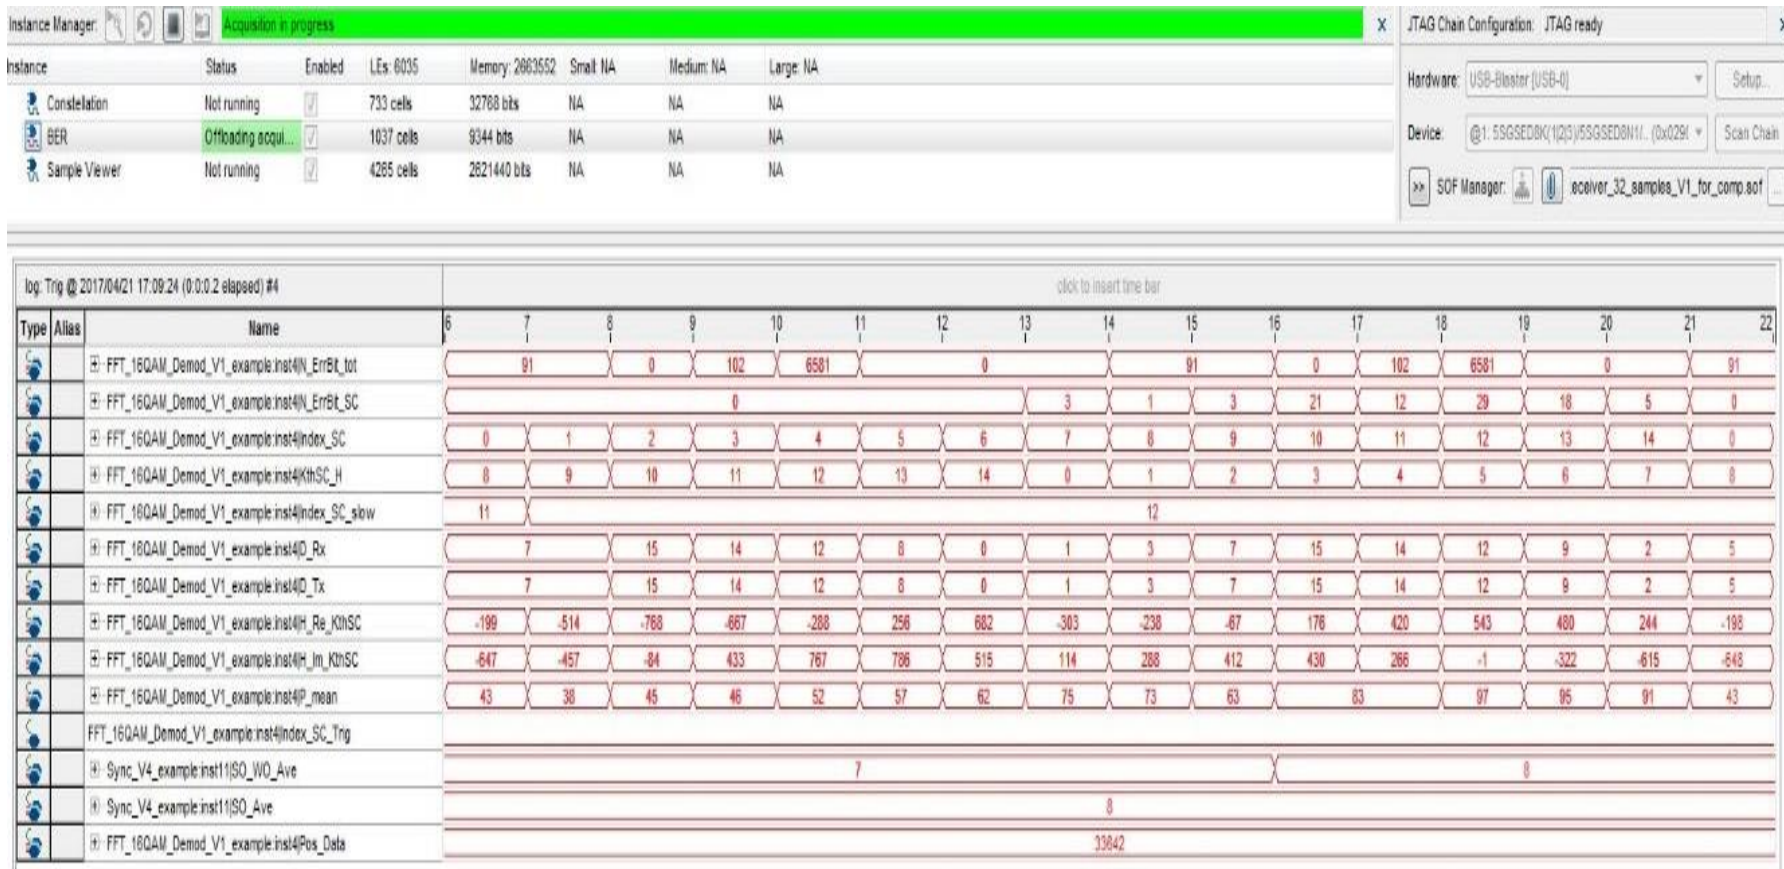 Instance Manager: Acquisition in progress x JTAG Chain Configuration: JTAG ready
nstance Status Enabled LEs: 6035 Memory: 2663552 Small: NA Medium: NA Large: NA
Hardware: USB-Blaster [USB-0] Setup...
Constellation Not running 733 cells 32768 bits NA NA NA
BER Offloading acqui... 1037 cells 9344 bits NA NA NA
Device: @1: 5SGSED8K(1|2|3)/5SGSED8N1/.. (0x029( Scan Chain
Sample Viewer Not running 4265 cells 2621440 bits NA NA NA
>> SOF Manager: eceiver_32_samples_V1_for_comp.sof ...
log: Trig @ 2017/04/21 17:09:24 (0:0:0.2 elapsed) #4 click to insert time bar
Type Alias Name 6 7 8 9 10 11 12 13 14 15 16 17 18 19 20 21 22
FFT_16QAM_Demod_V1_example:inst4|N_ErrBit_tot 91 0 102 6581 0 91 0 102 6581 0 91
FFT_16QAM_Demod_V1_example:inst4|N_ErrBit_SC 0 3 1 3 21 12 29 18 5 0
FFT_16QAM_Demod_V1_example:inst4|Index_SC 0 1 2 3 4 5 6 7 8 9 10 11 12 13 14 0
FFT_16QAM_Demod_V1_example:inst4|KthSC_H 8 9 10 11 12 13 14 0 1 2 3 4 5 6 7 8
FFT_16QAM_Demod_V1_example:inst4|Index_SC_slow 11 12
FFT_16QAM_Demod_V1_example:inst4|D_Rx 7 15 14 12 8 0 1 3 7 15 14 12 9 2 5
FFT_16QAM_Demod_V1_example:inst4|D_Tx 7 15 14 12 8 0 1 3 7 15 14 12 9 2 5
FFT_16QAM_Demod_V1_example:inst4|H_Re_KthSC -199 -514 -768 -667 -288 256 682 -303 -238 -67 176 420 543 480 244 -198
FFT_16QAM_Demod_V1_example:inst4|H_Im_KthSC -647 -457 -84 433 767 786 515 114 288 412 430 266 -1 -322 -615 -648
FFT_16QAM_Demod_V1_example:inst4|P_mean 43 38 45 46 52 57 62 75 73 63 83 97 95 91 43
FFT_16QAM_Demod_V1_example:inst4|Index_SC_Trig
Sync_V4_example:inst11|SO_WO_Ave 7 8
Sync_V4_example:inst11|SO_Ave 8
FFT_16QAM_Demod_V1_example:inst4|Pos_Data 33642